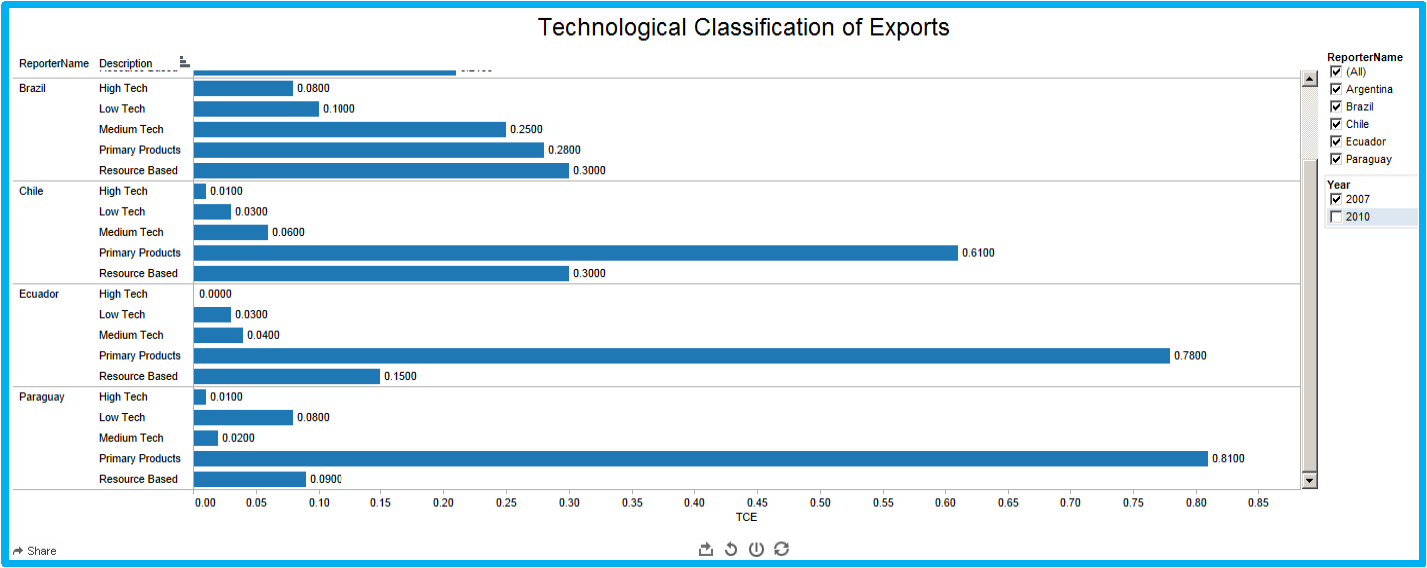 Technological Classification of Exports
ReporterName Description
Brazil High Tech 0.0800
Low Tech 0.1000
Medium Tech 0.2500
Primary Products 0.2800
Resource Based 0.3000
Chile High Tech 0.0100
Low Tech 0.0300
Medium Tech 0.0600
Primary Products 0.6100
Resource Based 0.3000
Ecuador High Tech 0.0000
Low Tech 0.0300
Medium Tech 0.0400
Primary Products 0.7800
Resource Based 0.1500
Paraguay High Tech 0.0100
Low Tech 0.0800
Medium Tech 0.0200
Primary Products 0.8100
Resource Based 0.0900
0.00 0.05 0.10 0.15 0.20 0.25 0.30 0.35 0.40 0.45 0.50 0.55 0.60 0.65 0.70 0.75 0.80 0.85
TCE
ReporterName
(All)
Argentina
Brazil
Chile
Ecuador
Paraguay
Year
2007
2010
Share